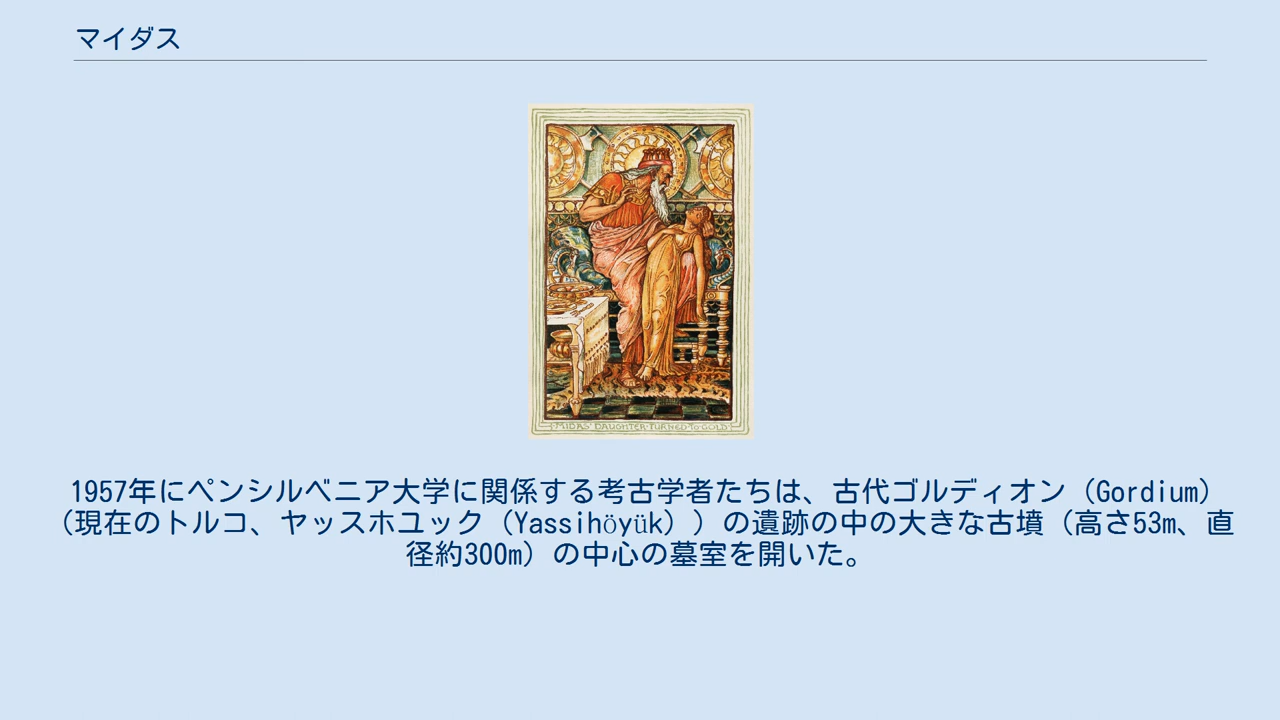 マイダス
MIDAS' DAUGHTER TURNED TO GOLD
1957年にペンシルベニア大学に関係する考古学者たちは、古代ゴルディオン（Gordium）
（現在のトルコ、ヤッスホユック（Yassihöyük））の遺跡の中の大きな古墳（高さ53m、直
径約300m）の中心の墓室を開いた。